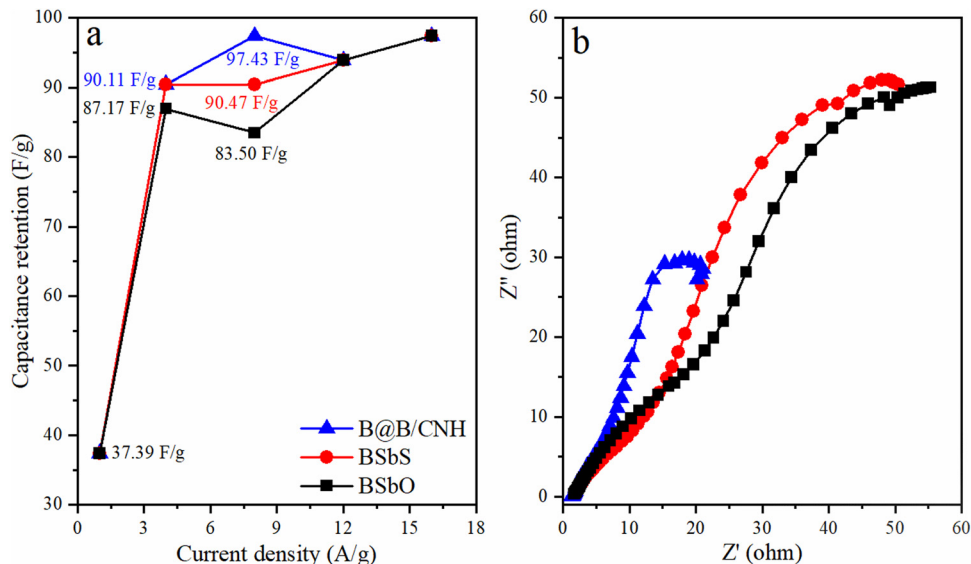 a
100
90
80
70
60
50
40
30
Capacitance retention (F/g)
97.43 F/g
90.11 F/g
90.47 F/g
87.17 F/g
83.50 F/g
37.39 F/g
B@B/CNH
BSbS
BSbO
0 3 6 9 12 15 18
Current density (A/g)
b
60
50
40
30
20
10
0
Z'' (ohm)
0 10 20 30 40 50 60
Z' (ohm)